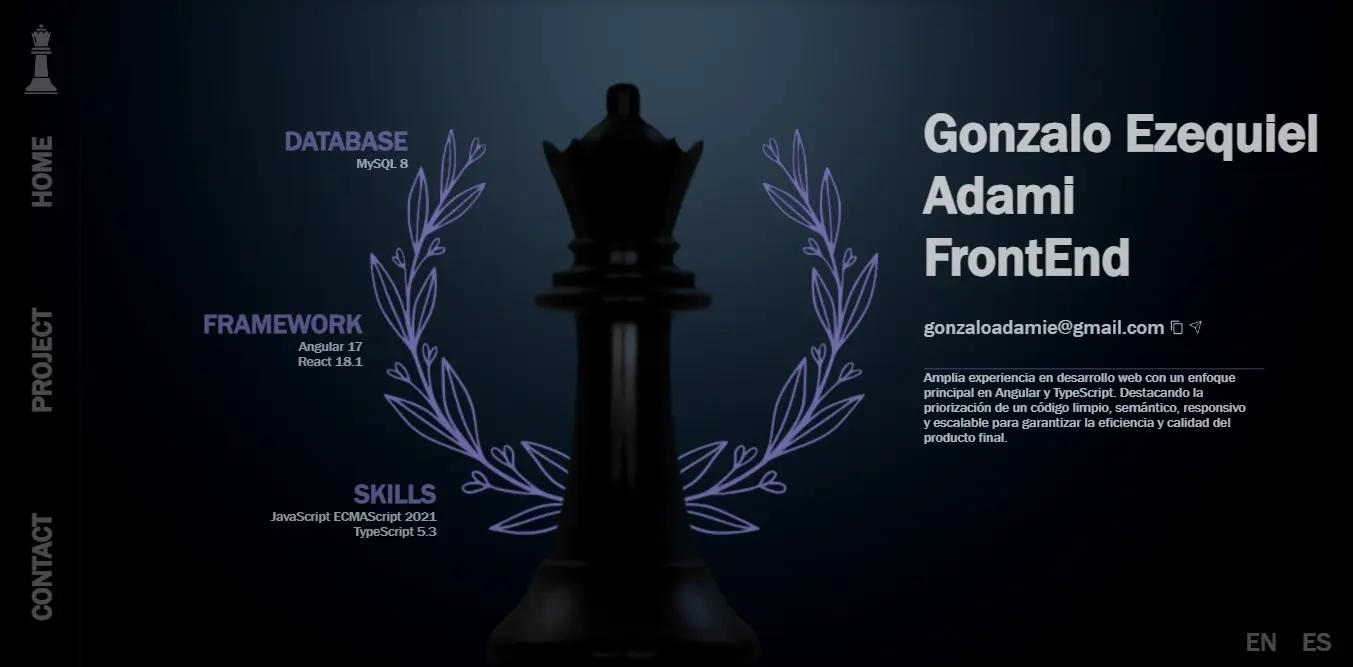 HOME
PROJECT
CONTACT
DATABASE
MySQL 8
FRAMEWORK
Angular 17
React 18.1
SKILLS
JavaScript ECMAScript 2021
TypeScript 5.3
Gonzalo Ezequiel
Adami
FrontEnd
gonzaloadamie@gmail.com
Amplia experiencia en desarrollo web con un enfoque
principal en Angular y TypeScript. Destacando la
priorización de un código limpio, semántico, responsivo
y escalable para garantizar la eficiencia y calidad del
producto final.
EN ES